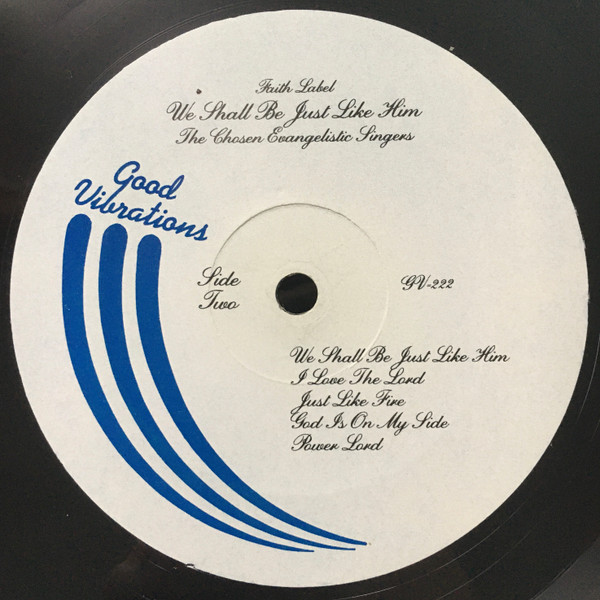 Faith Label
We Shall Be Just Like Him
The Chosen Evangelistic Singers
Good
Vibrations
Side
Two
GV-222
We Shall Be Just Like Him
I Love The Lord
Just Like Fire
God Is On My Side
Power Lord